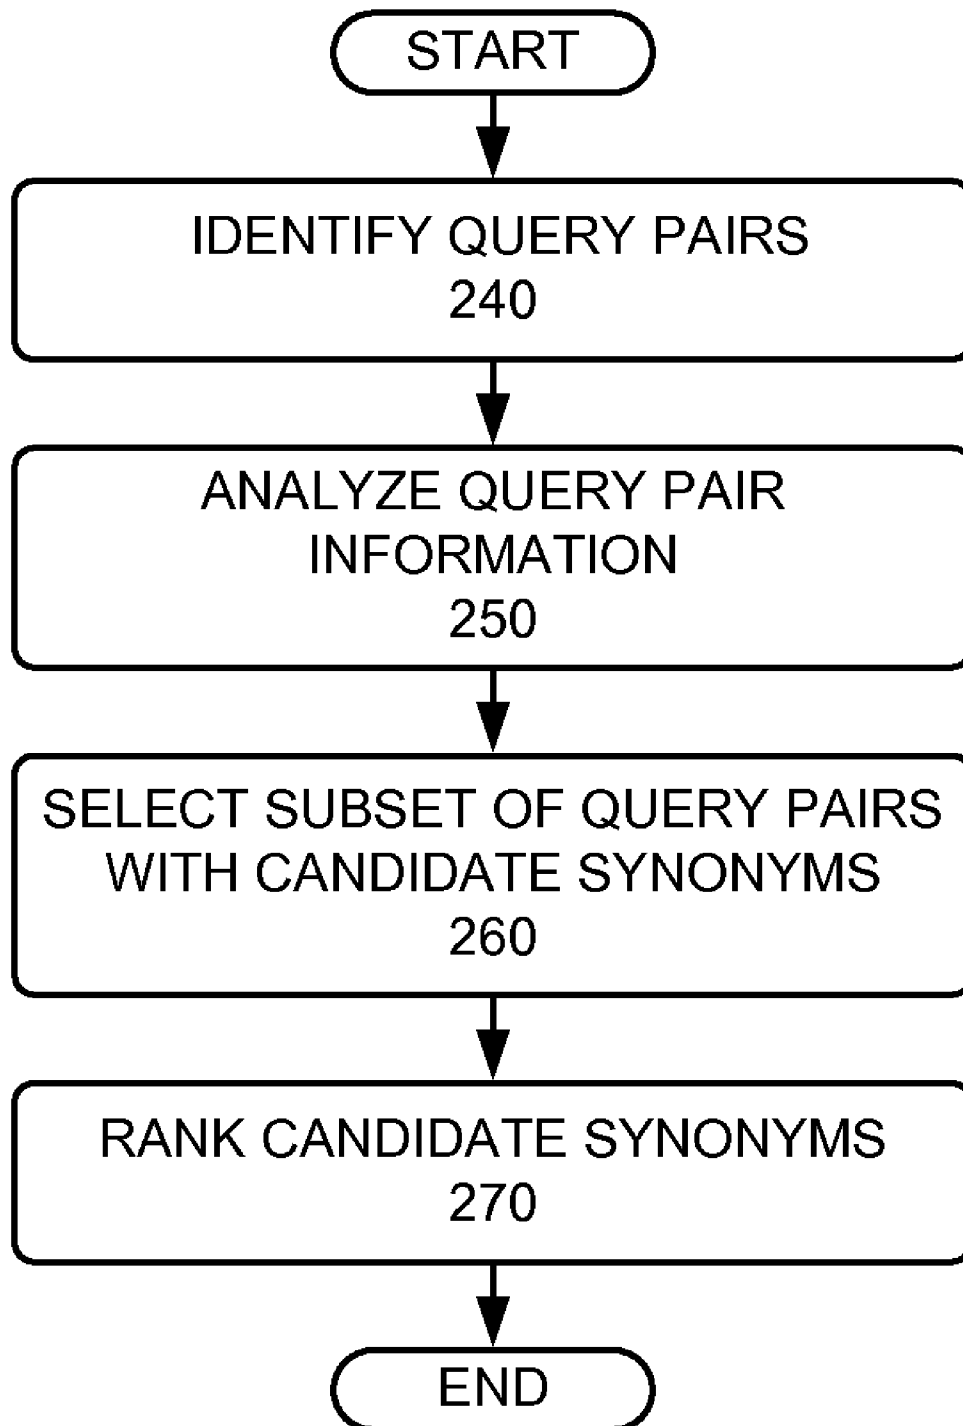 START
IDENTIFY QUERY PAIRS
240
ANALYZE QUERY PAIR
INFORMATION
250
SELECT SUBSET OF QUERY PAIRS
WITH CANDIDATE SYNONYMS
260
RANK CANDIDATE SYNONYMS
270
END